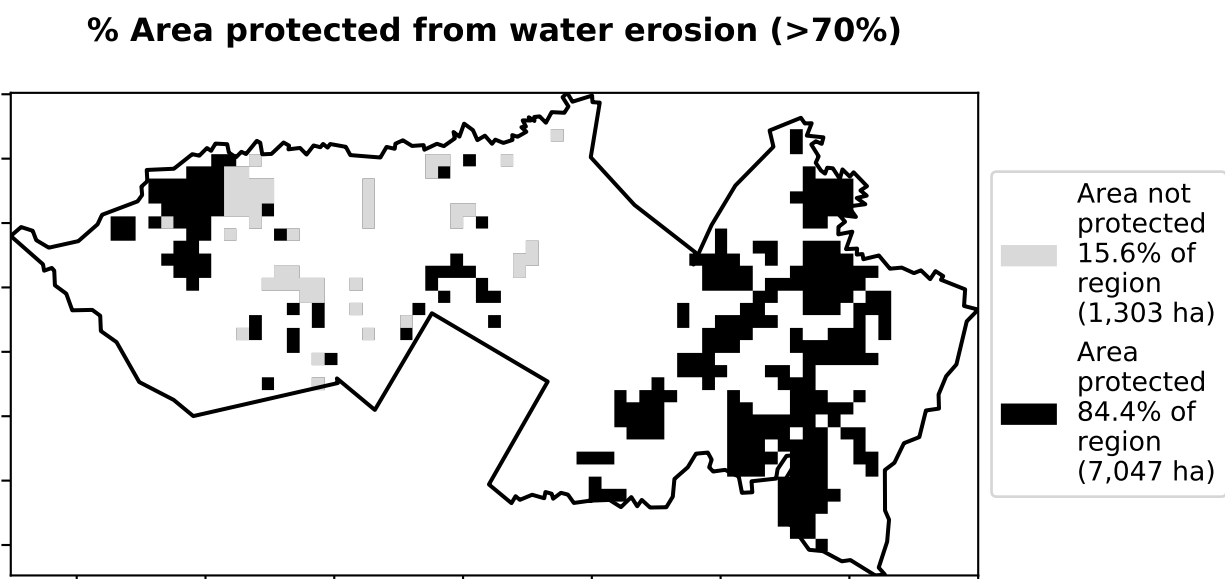 % Area protected from water erosion (>70%)
Area not
protected
15.6% of
region
(1,303 ha)
Area
protected
84.4% of
region
(7,047 ha)